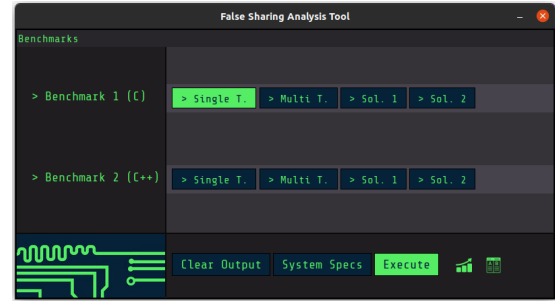 False Sharing Analysis Tool
Benchmarks
> Benchmark 1 (C)
> Single T. > Multi T. > Sol. 1 > Sol. 2
> Benchmark 2 (C++)
> Single T. > Multi T. > Sol. 1 > Sol. 2
Clear Output System Specs Execute